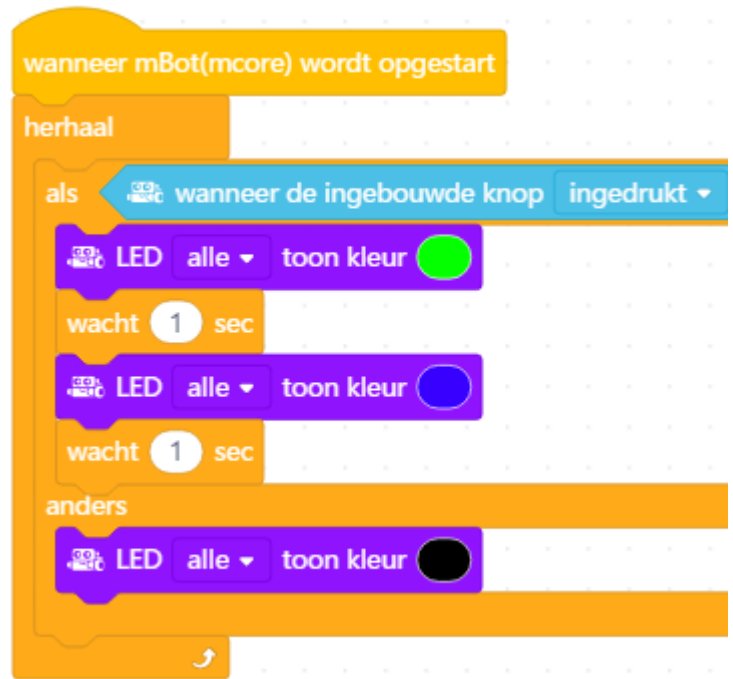 wanneer mBot(mcore) wordt opgestart
herhaal
als wanneer de ingebouwde knop ingedrukt
LED alle toon kleur
wacht 1 sec
LED alle toon kleur
wacht 1 sec
anders
LED alle toon kleur